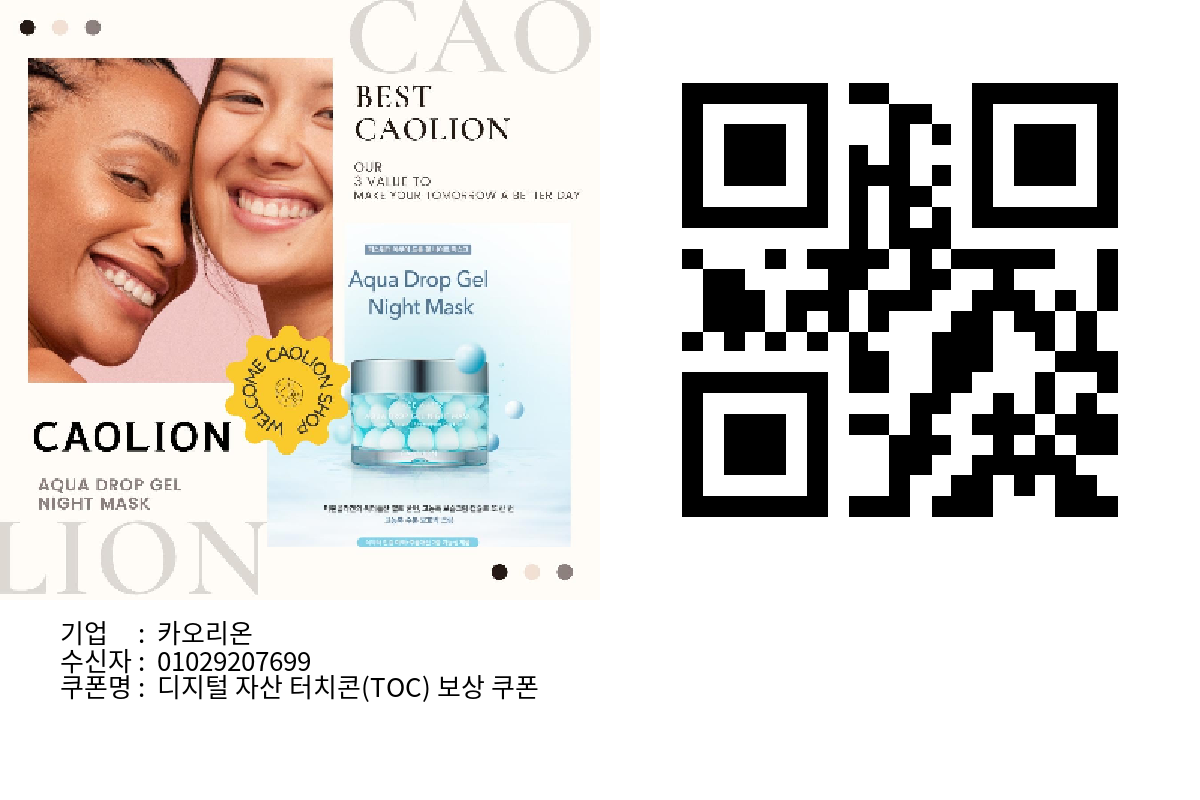 CAO
BEST
CAOLION
OUR
3 VALUE TO
MAKE YOUR TOMORROW A BETTER DAY
Aqua Drop Gel
Night Mask
WELCOME CAOLION SHOP
CAOLION
AQUA DROP GEL
NIGHT MASK
LION
기업 : 카오리온
수신자 : 01029207699
쿠폰명 : 디지털 자산 터치콘(TOC) 보상 쿠폰